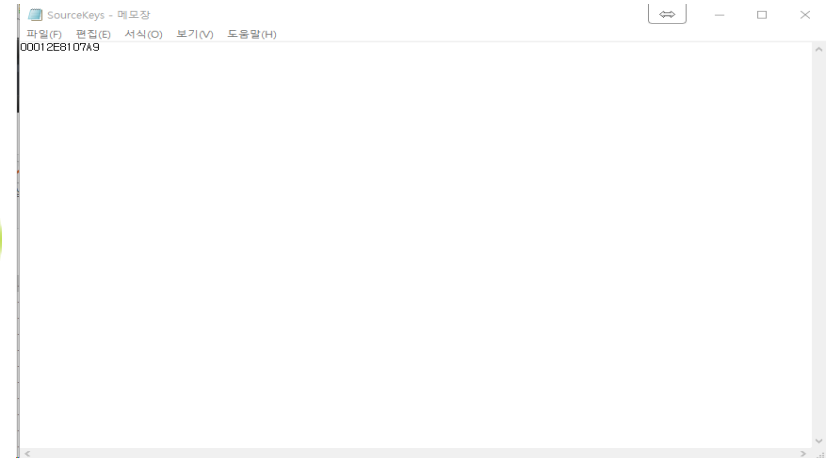 SourceKeys - 메모장
파일(F) 편집(E) 서식(O) 보기(V) 도움말(H)
00012E8107A9